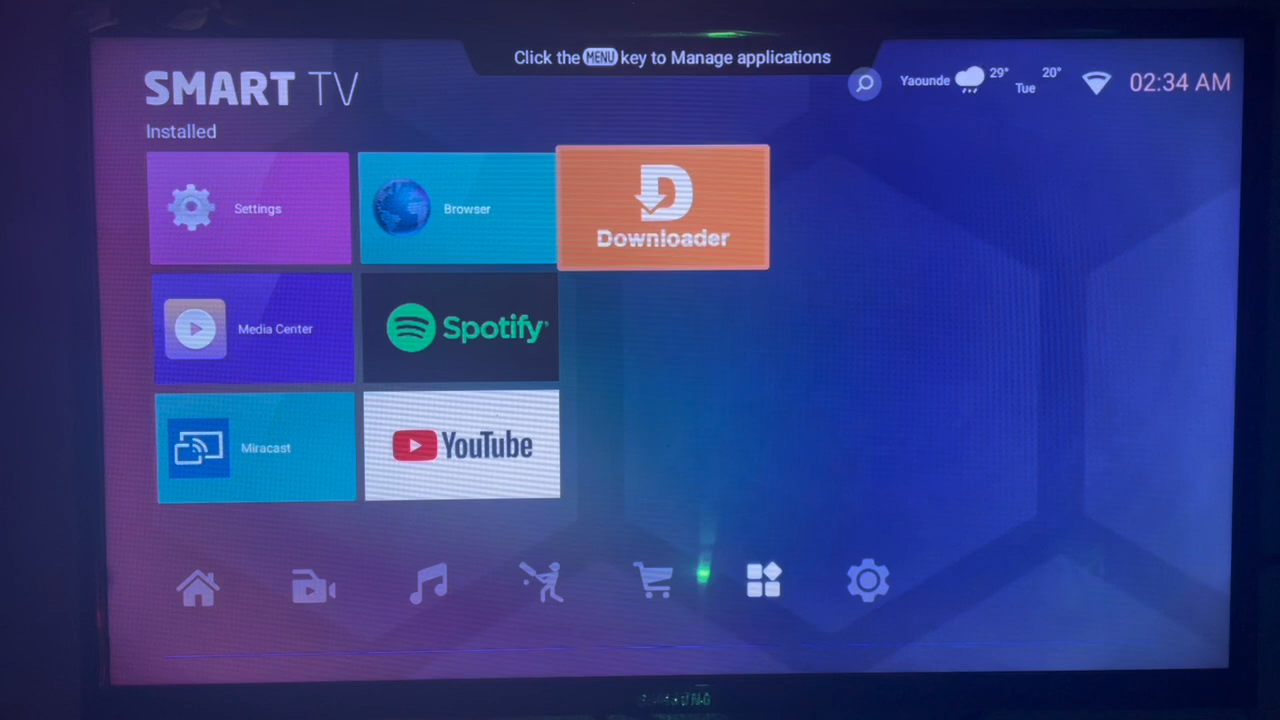 Click the MENU key to Manage applications
SMART TV
Yaounde 29° Tue 20° 02:34 AM
Installed
Settings
Browser
Downloader
Media Center
Spotify®
Miracast
YouTube